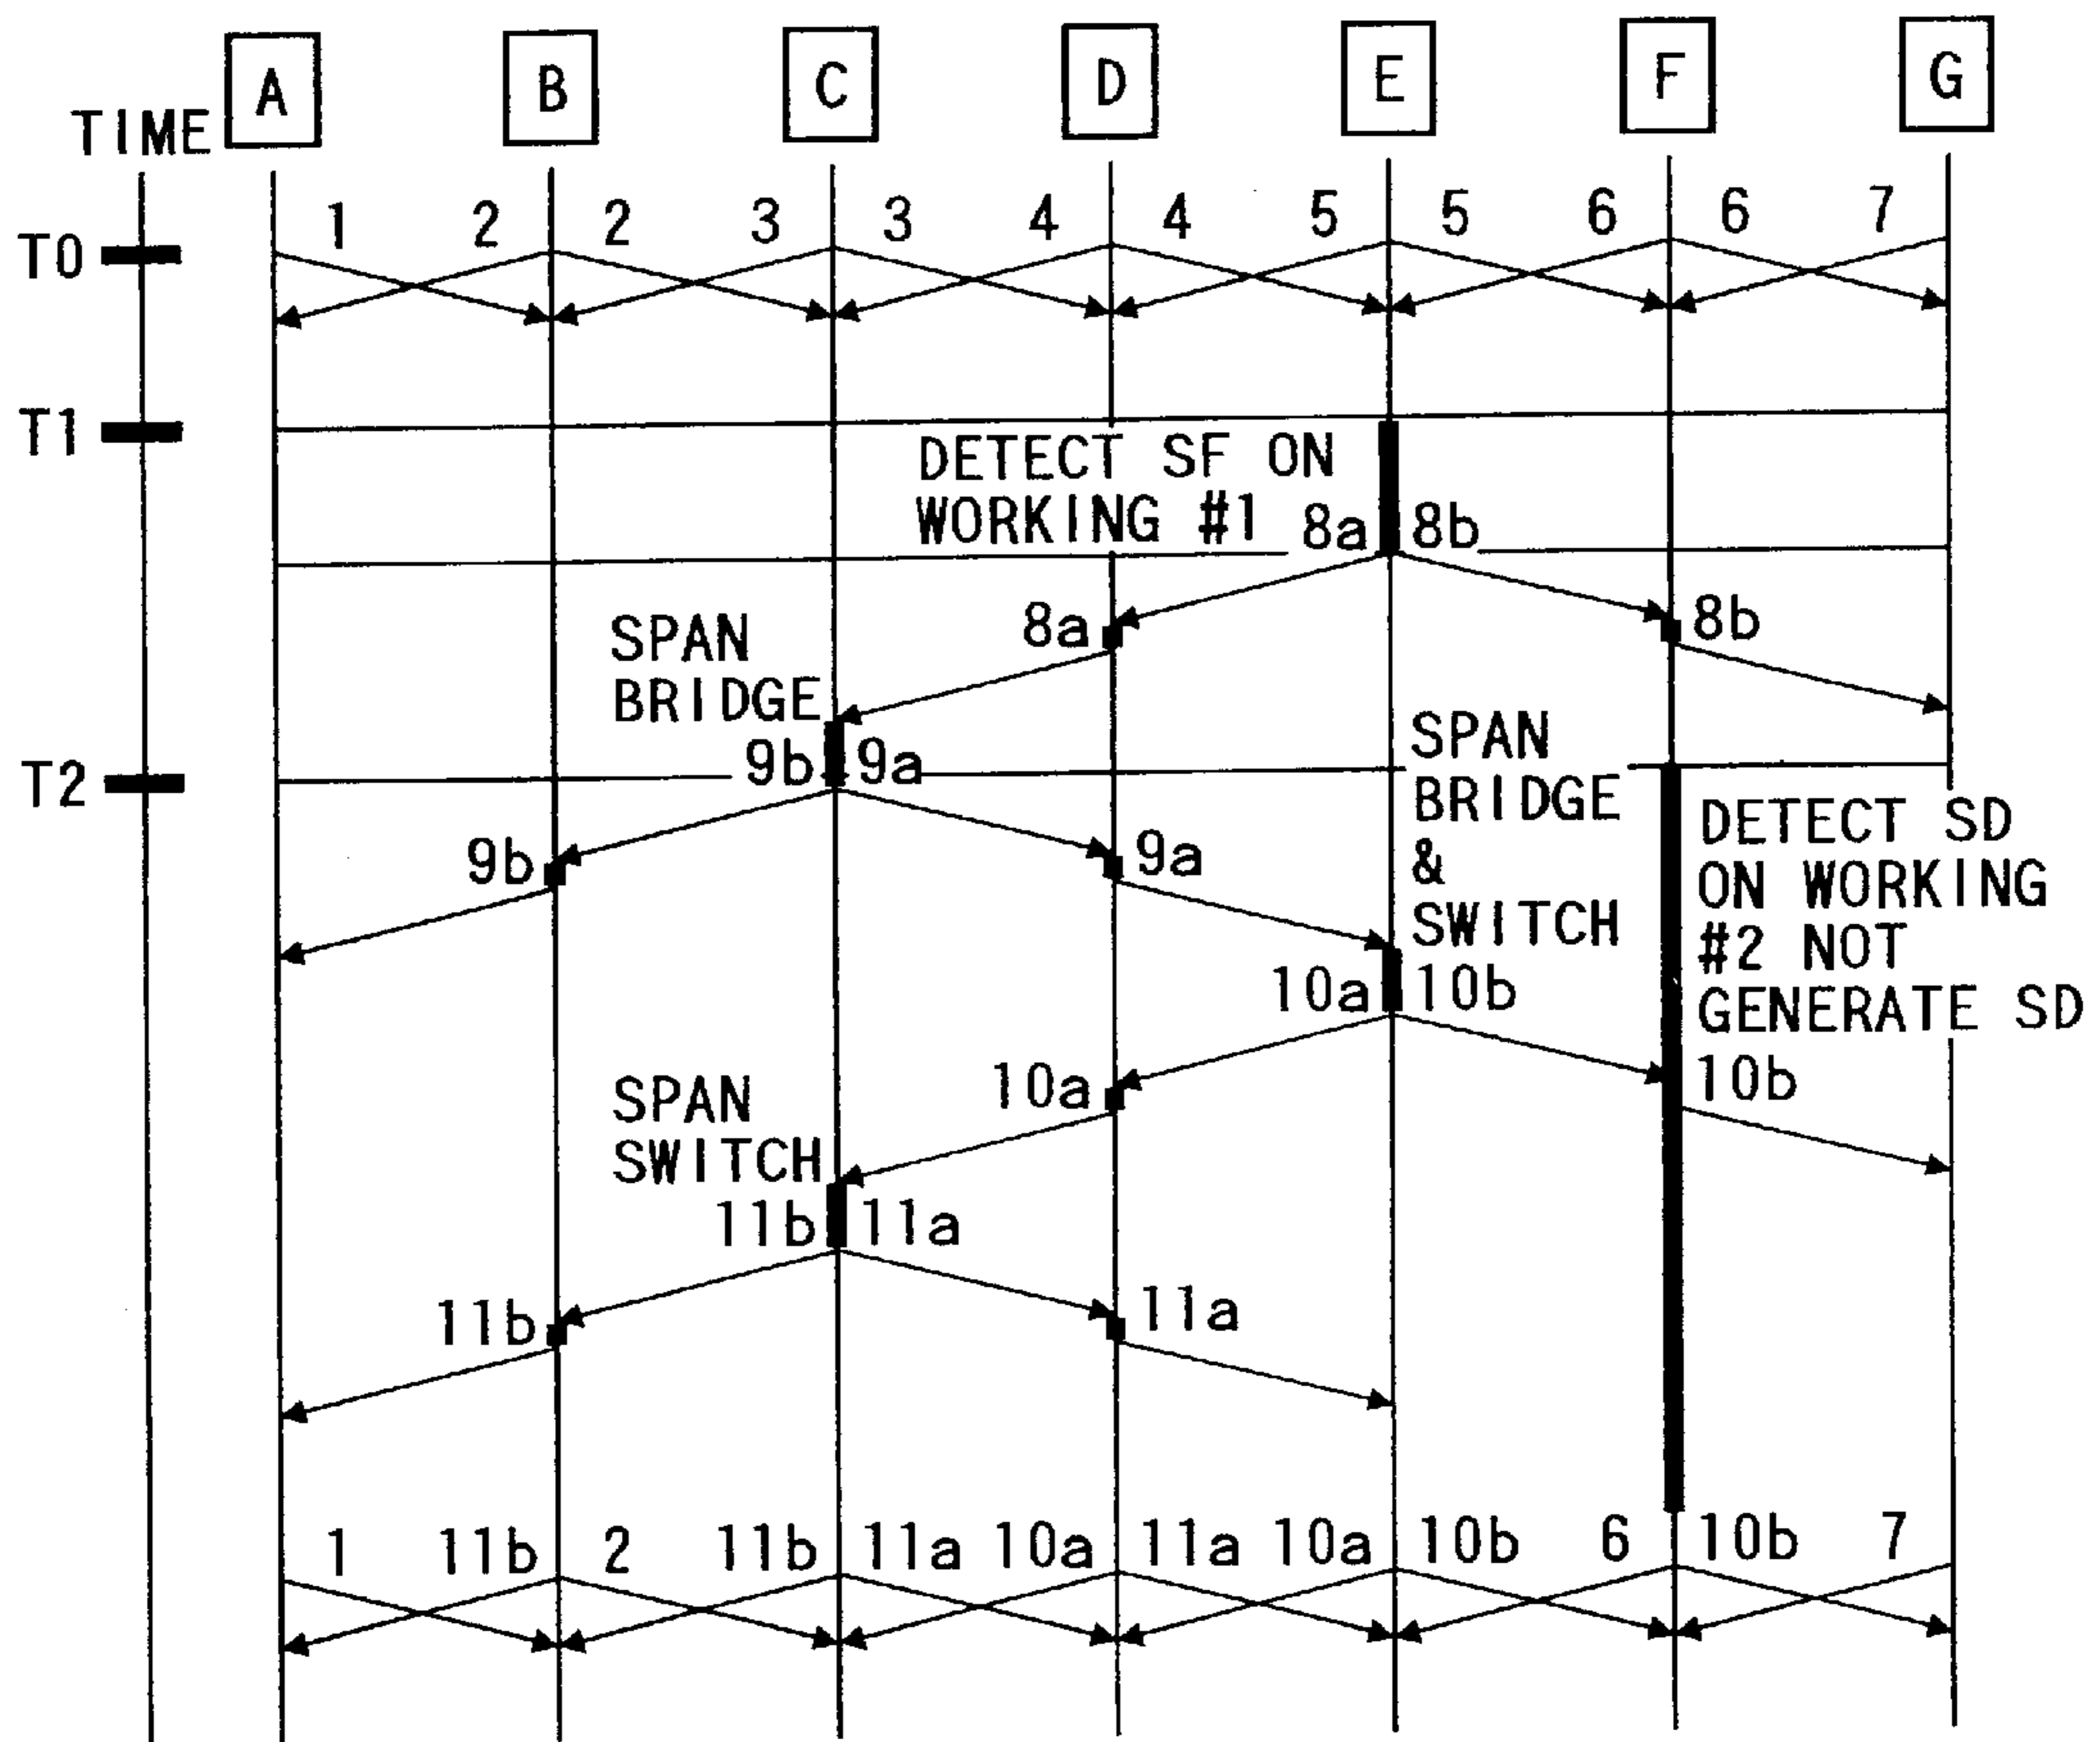 A B C D E F G
TIME
T0
1 2 2 3 3 4 4 5 5 6 6 7
T1
DETECT SF ON
WORKING #1
8a 8b
8a
8b
SPAN
BRIDGE
9b 9a
T2
SPAN
BRIDGE
&
SWITCH
DETECT SD
ON WORKING
#2 NOT
GENERATE SD
9b
9a
10a 10b
10a
10b
SPAN
SWITCH
11b 11a
11b
11a
1 11b 2 11b 11a 10a 11a 10a 10b 6 10b 7